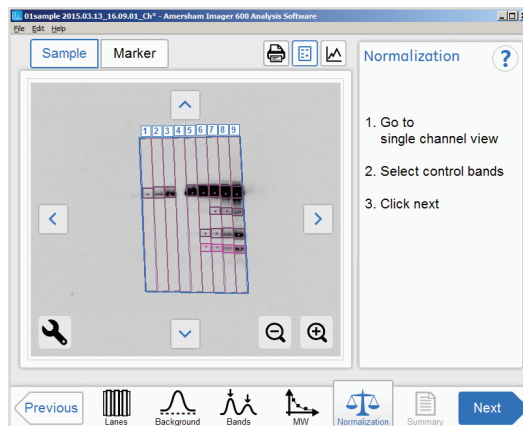 01sample 2015.03.13_16.09.01_Ch* - Amersham Imager 600 Analysis Software
File Edit Help
Sample Marker
Normalization ?
1 2 3 4 5 6 7 8 9
1. Go to
single channel view
2. Select control bands
3. Click next
Previous
Lanes
Background
Bands
MW
Normalization
Summary
Next